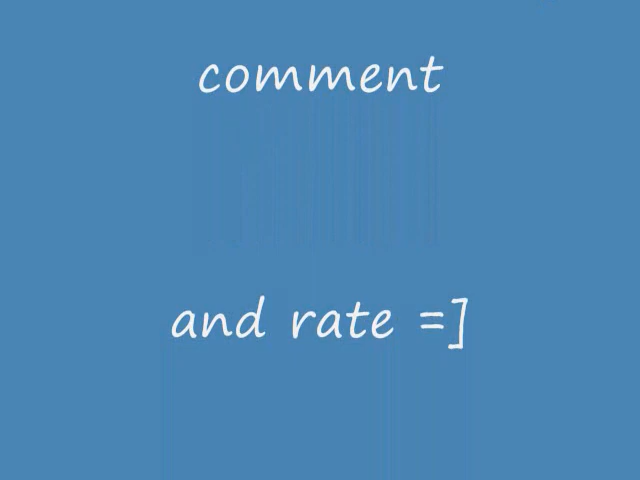 comment
and rate =]